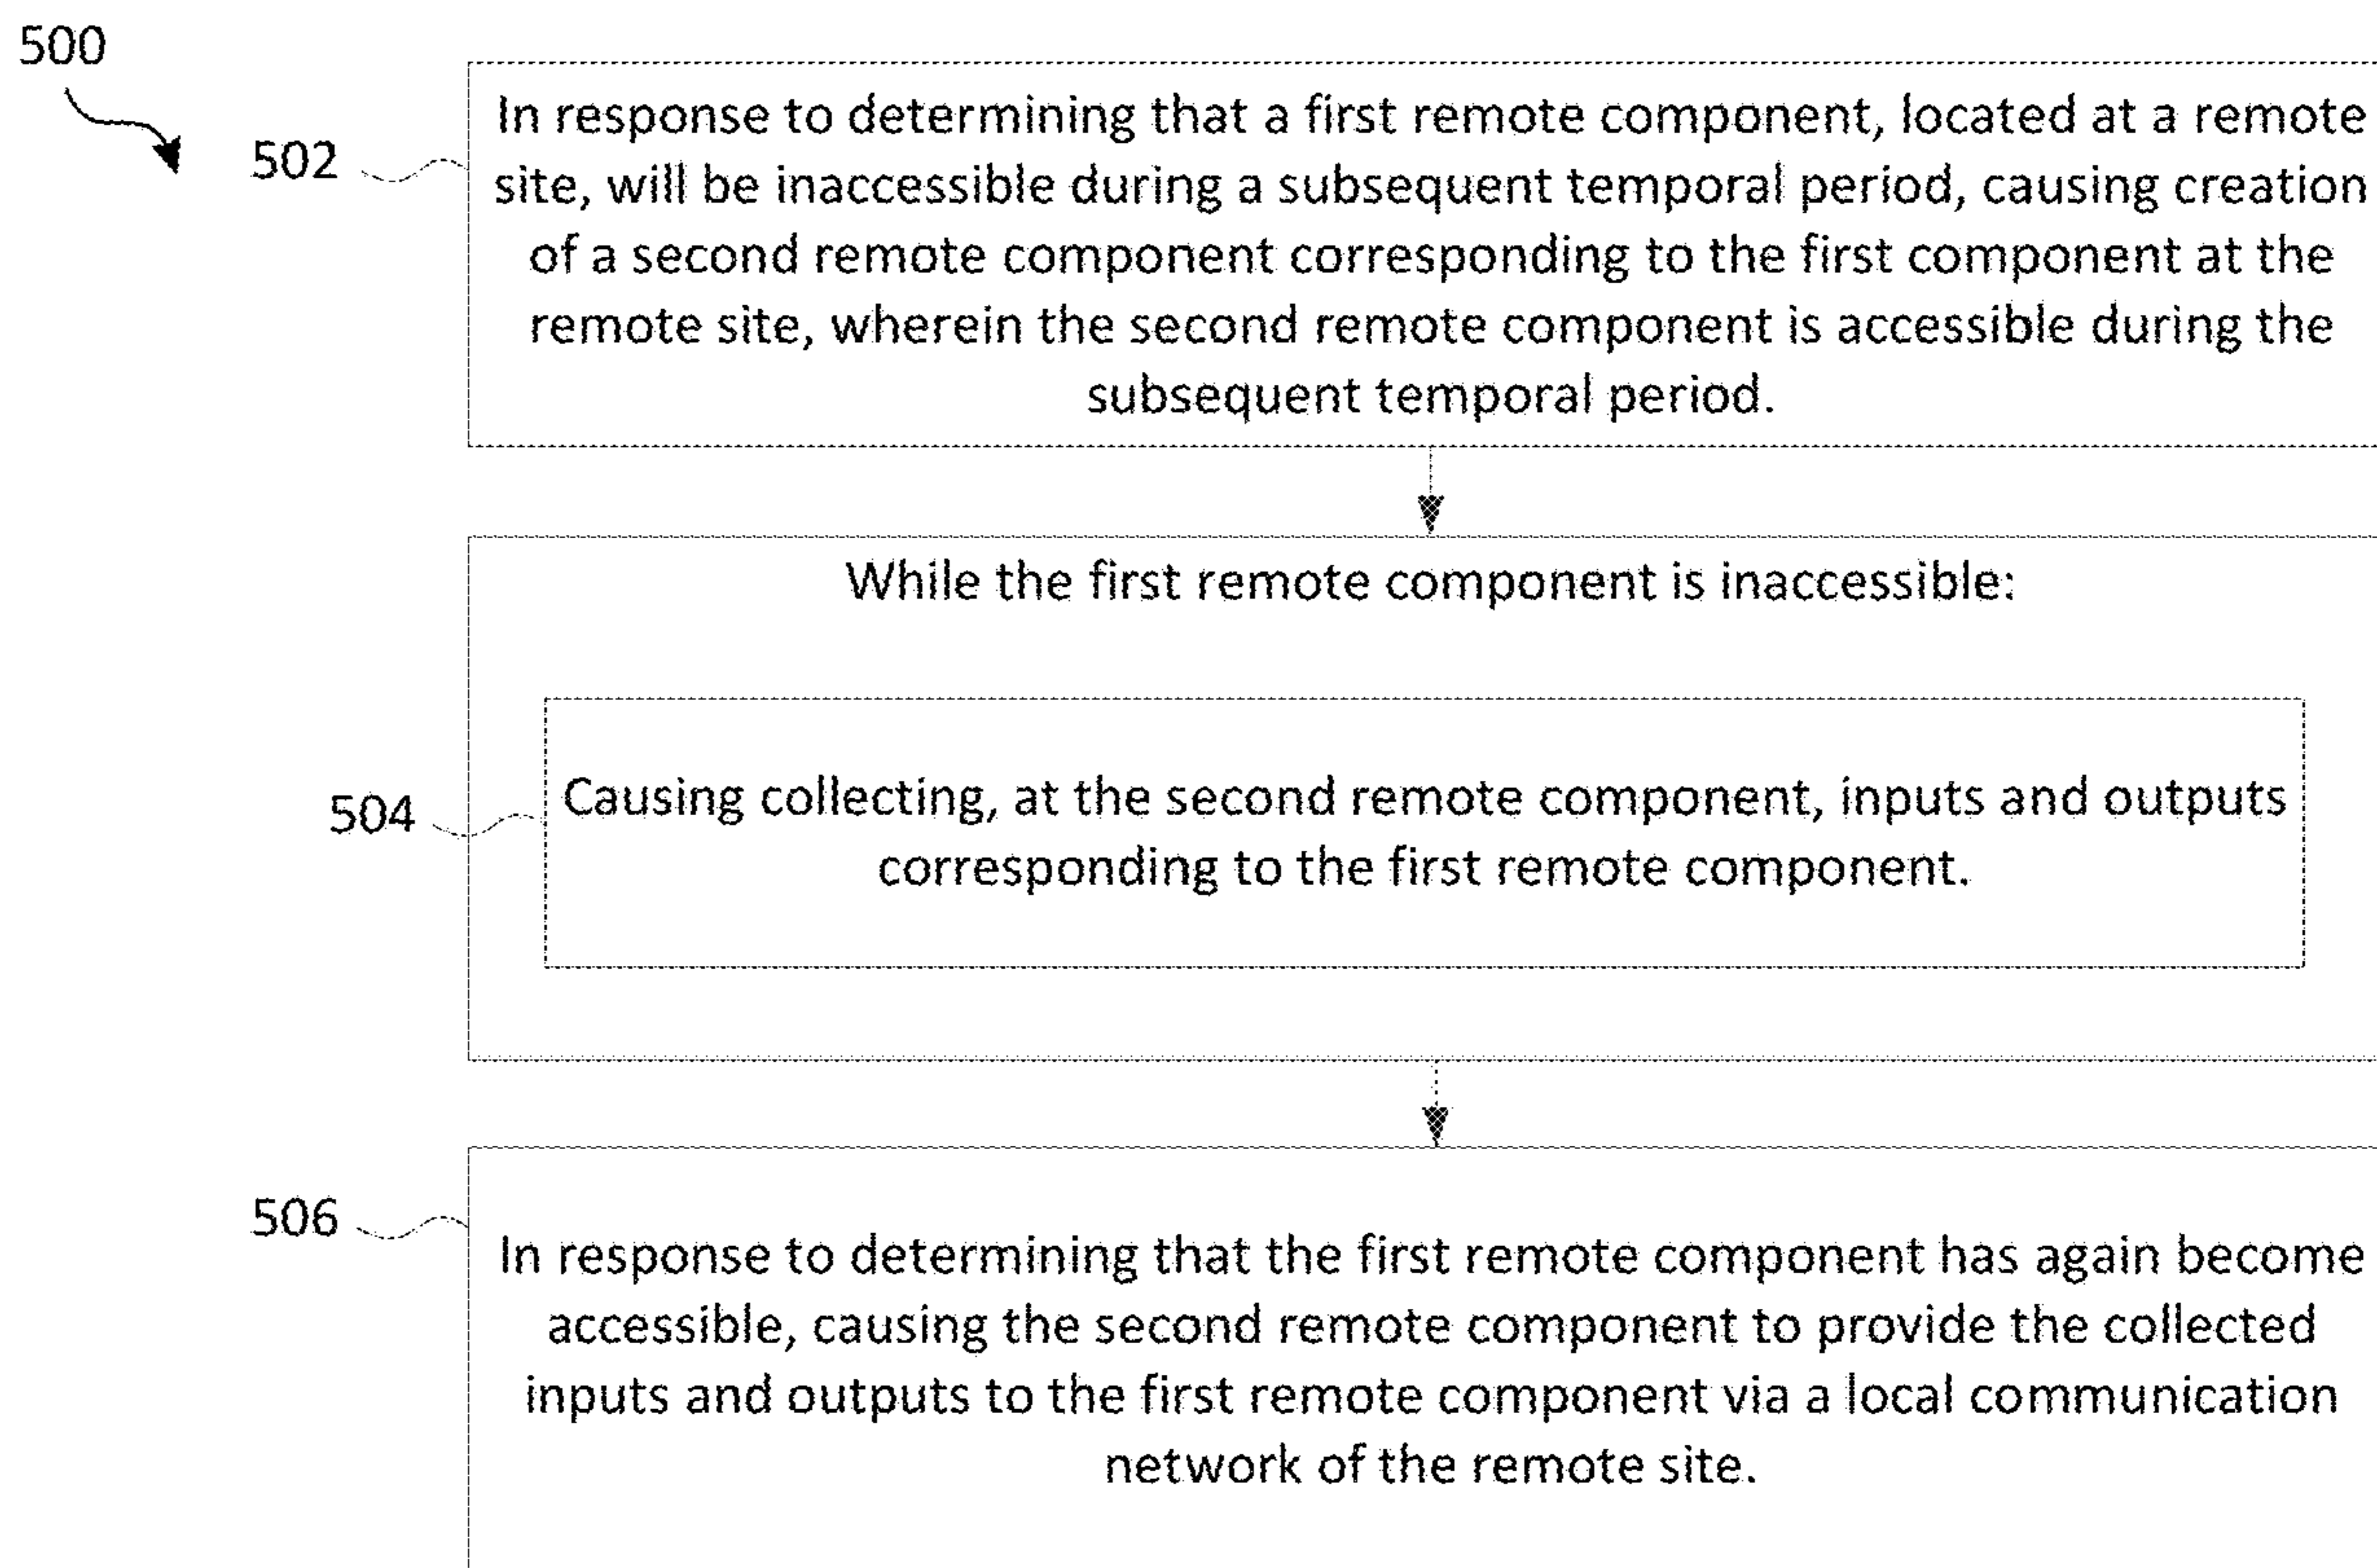 500
502
In response to determining that a first remote component, located at a remote
site, will be inaccessible during a subsequent temporal period, causing creation
of a second remote component corresponding to the first component at the
remote site, wherein the second remote component is accessible during the
subsequent temporal period.
While the first remote component is inaccessible:
504
Causing collecting, at the second remote component, inputs and outputs
corresponding to the first remote component.
506
In response to determining that the first remote component has again become
accessible, causing the second remote component to provide the collected
inputs and outputs to the first remote component via a local communication
network of the remote site.